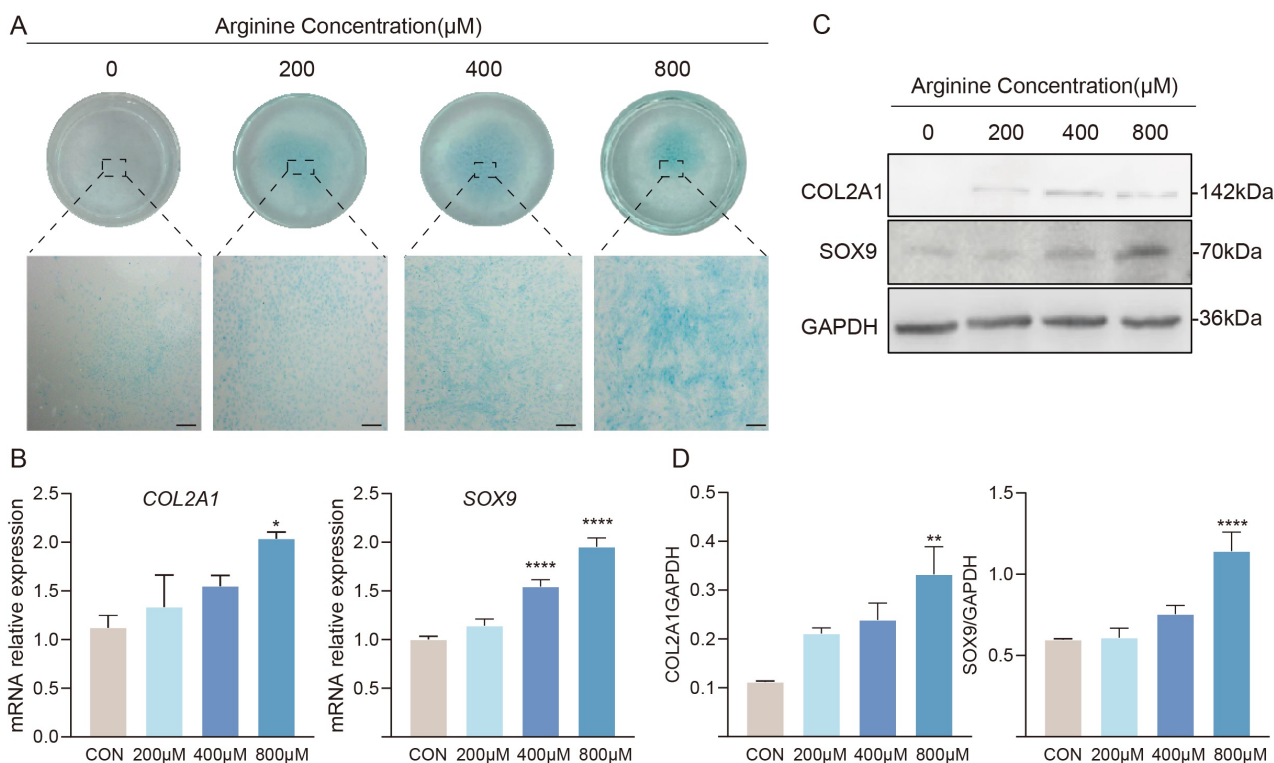 A
Arginine Concentration(μM)
0 200 400 800
C
Arginine Concentration(μM)
0 200 400 800
COL2A1 -142kDa
SOX9 -70kDa
GAPDH -36kDa
B
mRNA relative expression
COL2A1
2.5
2.0
1.5
1.0
0.5
0.0
*
CON 200μM 400μM 800μM
mRNA relative expression
SOX9
2.5
2.0
1.5
1.0
0.5
****
****
CON 200μM 400μM 800μM
D
COL2A1GAPDH
0.5
0.4
0.3
0.2
0.1
**
CON 200μM 400μM 800μM
SOX9/GAPDH
1.5
1.0
0.5
****
CON 200μM 400μM 800μM